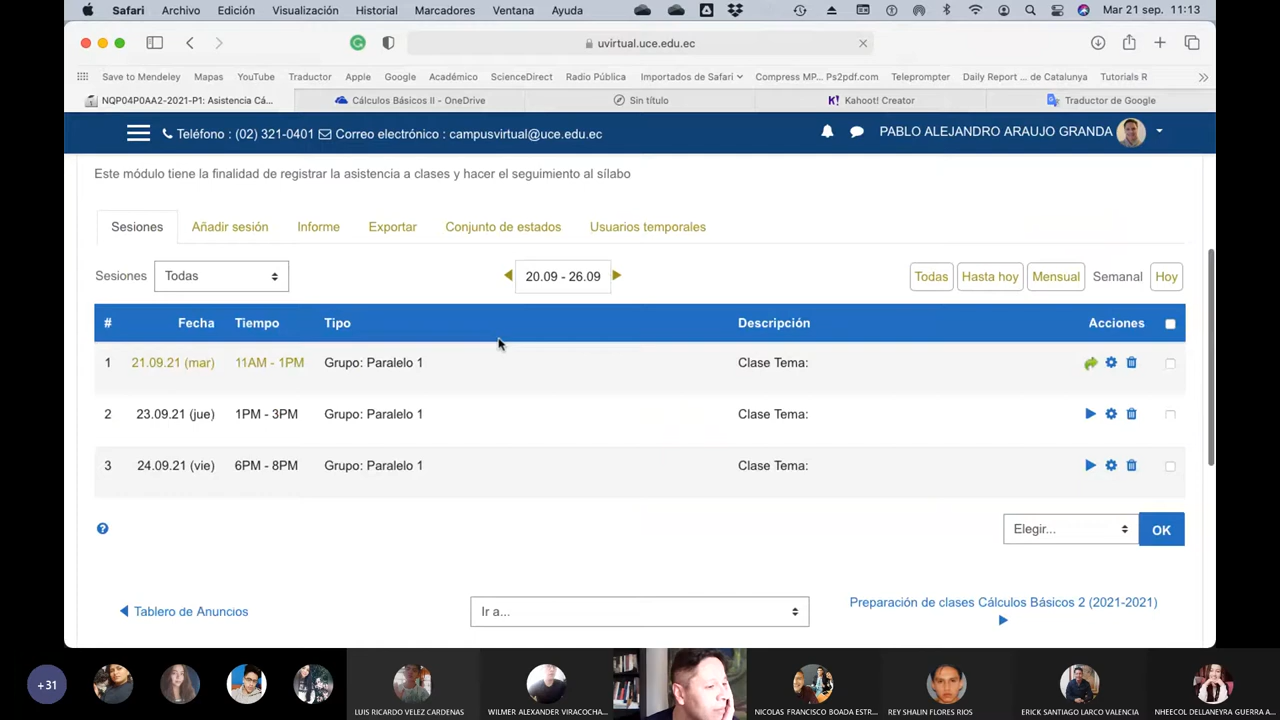 Safari Archivo Edición Visualización Historial Marcadores Ventana Ayuda Mar 21 sep. 11:13
uvirtual.uce.edu.ec
Save to Mendeley Mapas YouTube Traductor Apple Google Académico ScienceDirect Radio Pública Importados de Safari Compress MP... Ps2pdf.com Teleprompter Daily Report ... de Catalunya Tutorials R
NQP04P0AA2-2021-P1: Asistencia Cá... Cálculos Básicos II - OneDrive Sin título Kahoot! Creator Traductor de Google
Teléfono : (02) 321-0401 Correo electrónico : campusvirtual@uce.edu.ec PABLO ALEJANDRO ARAUJO GRANDA
Este módulo tiene la finalidad de registrar la asistencia a clases y hacer el seguimiento al sílabo
Sesiones Añadir sesión Informe Exportar Conjunto de estados Usuarios temporales
Sesiones Todas 20.09 - 26.09 Todas Hasta hoy Mensual Semanal Hoy
# Fecha Tiempo Tipo Descripción Acciones
1 21.09.21 (mar) 11AM - 1PM Grupo: Paralelo 1 Clase Tema:
2 23.09.21 (jue) 1PM - 3PM Grupo: Paralelo 1 Clase Tema:
3 24.09.21 (vie) 6PM - 8PM Grupo: Paralelo 1 Clase Tema:
Elegir... OK
Tablero de Anuncios Ir a... Preparación de clases Cálculos Básicos 2 (2021-2021)
+31 LUIS RICARDO VELEZ CARDENAS WILMER ALEXANDER VIRACOCHA... NICOLAS FRANCISCO BOADA ESTR... REY SHALIN FLORES RIOS ERICK SANTIAGO LARCO VALENCIA NHEECOL DELLANEYRA GUERRA A...